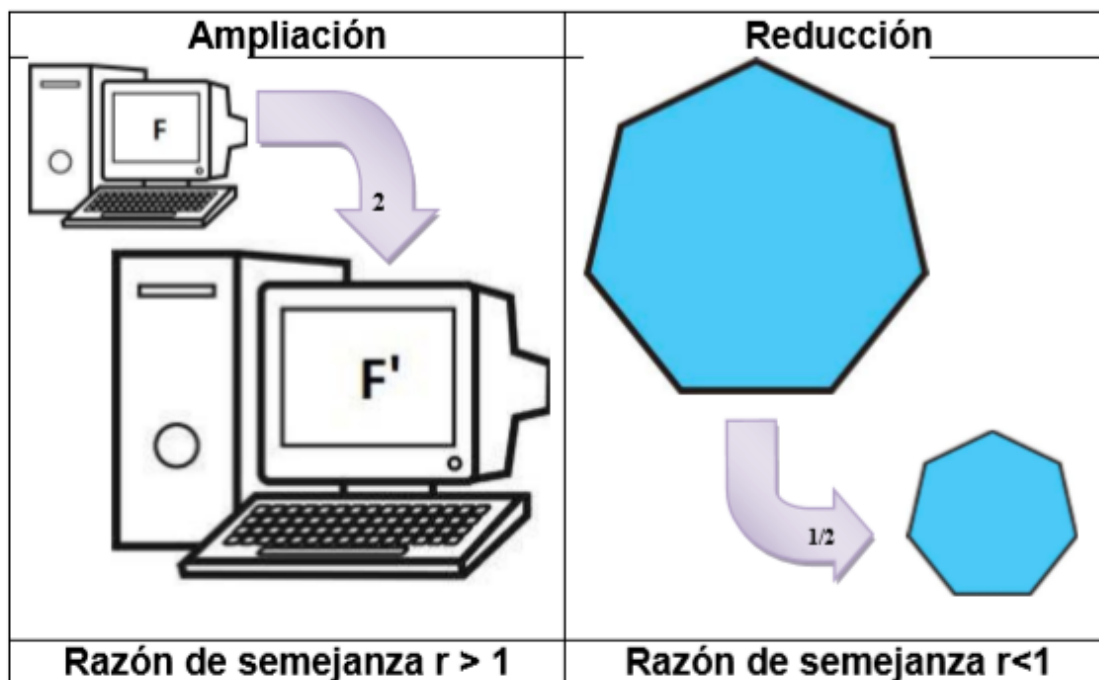 Ampliación
Reducción
F
2
F'
1/2
Razón de semejanza r > 1
Razón de semejanza r<1